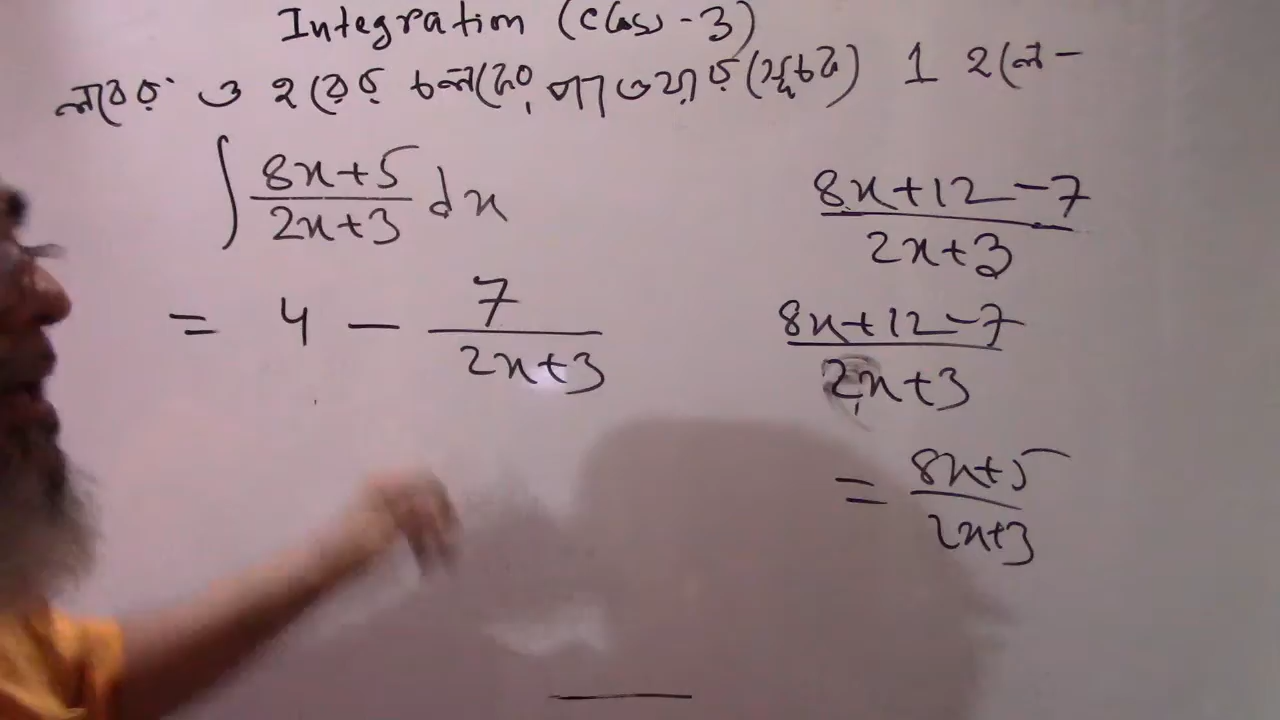 Integration (Class-3)
লবের ও হরের চলকের পাওয়ার (সূচক) 1 হলে -
∫ (8x+5)/(2x+3) dx
= 4 - 7/(2x+3)
(8x+12-7)/(2x+3)
(8x+12-7)/(2x+3)
= (8x+5)/(2x+3)